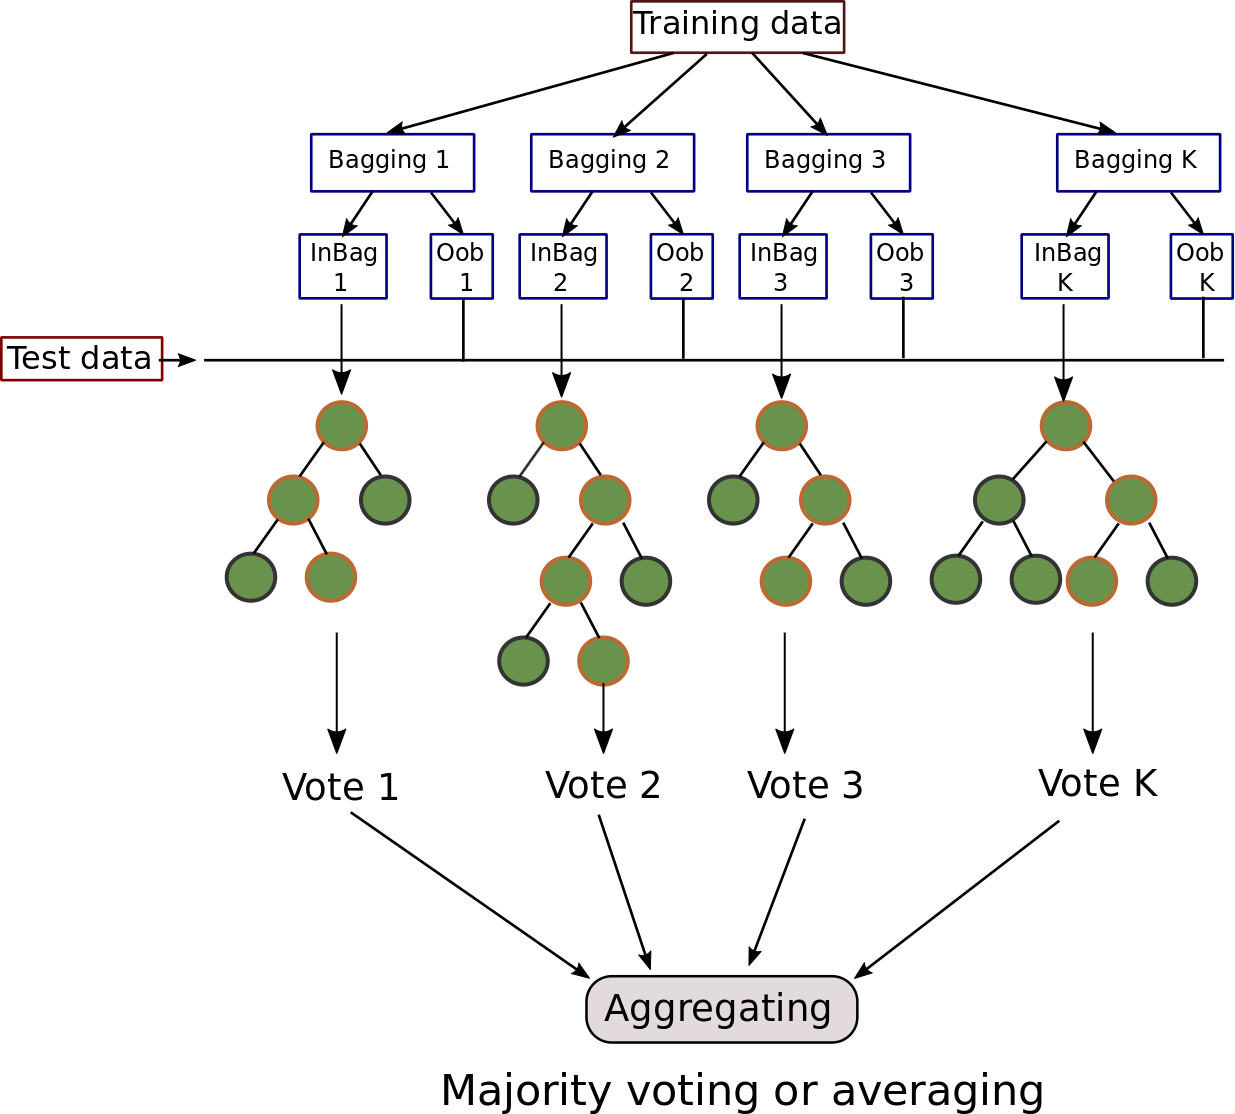 Training data
Bagging 1
Bagging 2
Bagging 3
Bagging K
InBag
1
Oob
1
InBag
2
Oob
2
InBag
3
Oob
3
InBag
K
Oob
K
Test data
Vote 1
Vote 2
Vote 3
Vote K
Aggregating
Majority voting or averaging